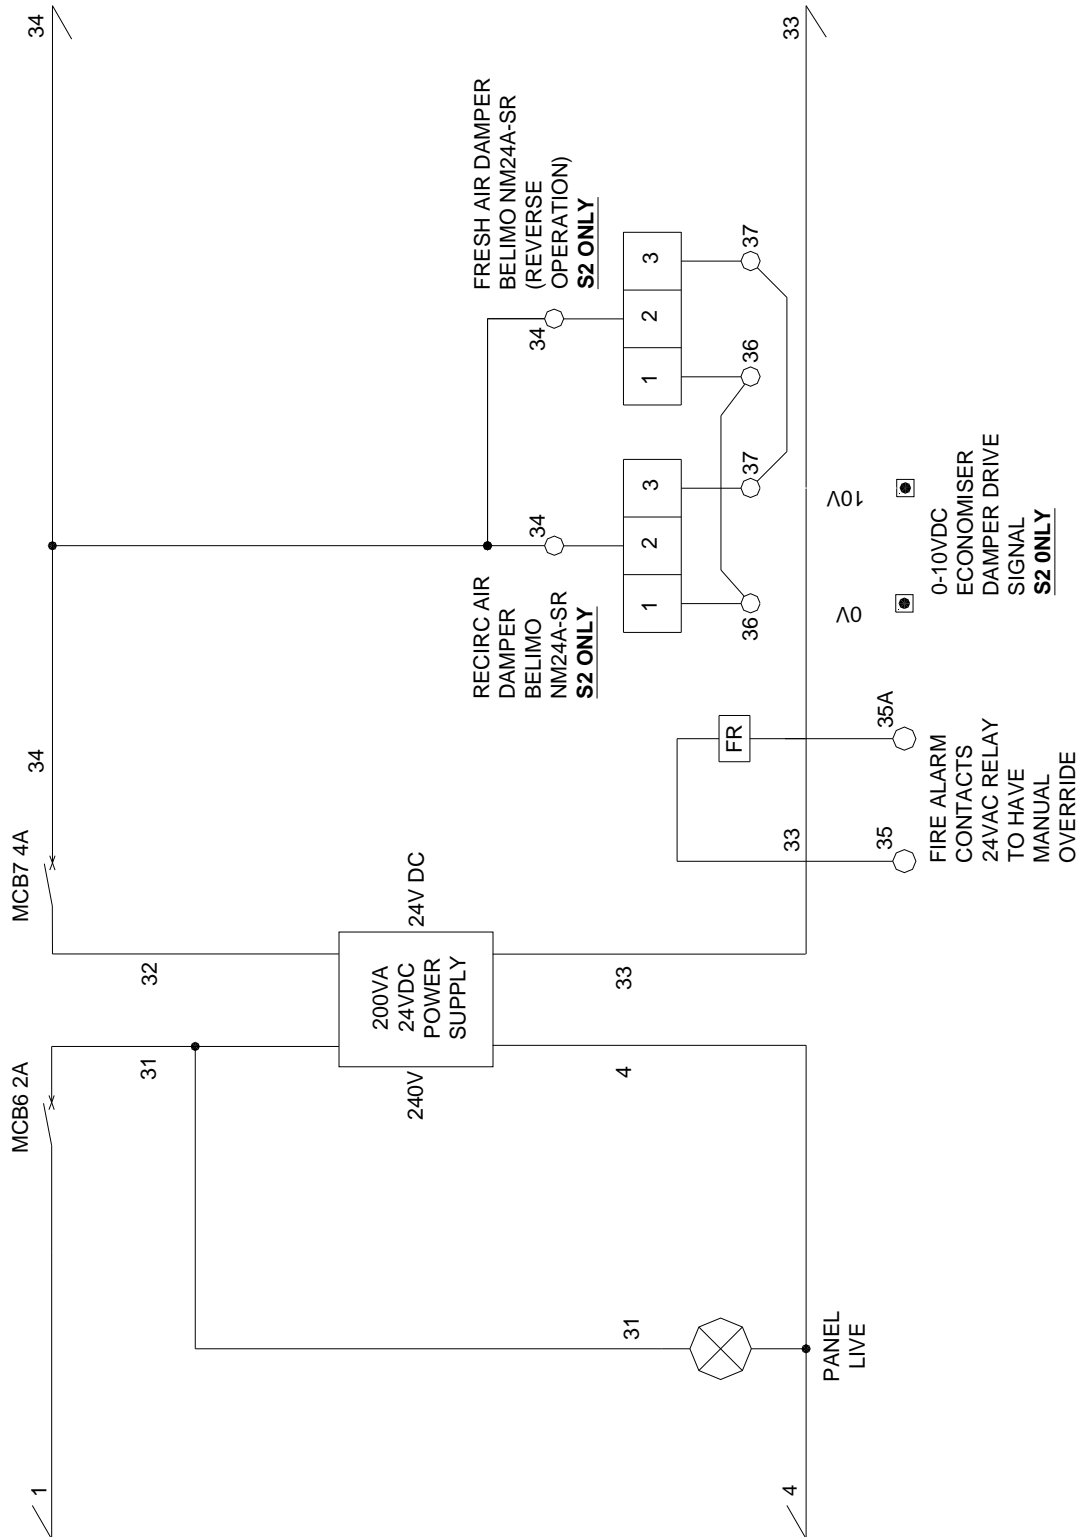 1
MCB6 2A
31
31
PANEL
LIVE
4
240V
200VA
24VDC
POWER
SUPPLY
24V DC
4
32
33
MCB7 4A
34
33
35
35A
FR
FIRE ALARM
CONTACTS
24VAC RELAY
TO HAVE
MANUAL
OVERRIDE
RECIRC AIR
DAMPER
BELIMO
NM24A-SR
S2 ONLY
34
1
2
3
36
37
FRESH AIR DAMPER
BELIMO NM24A-SR
(REVERSE
OPERATION)
S2 ONLY
34
1
2
3
36
37
0V
10V
0-10VDC
ECONOMISER
DAMPER DRIVE
SIGNAL
S2 0NLY
34
33